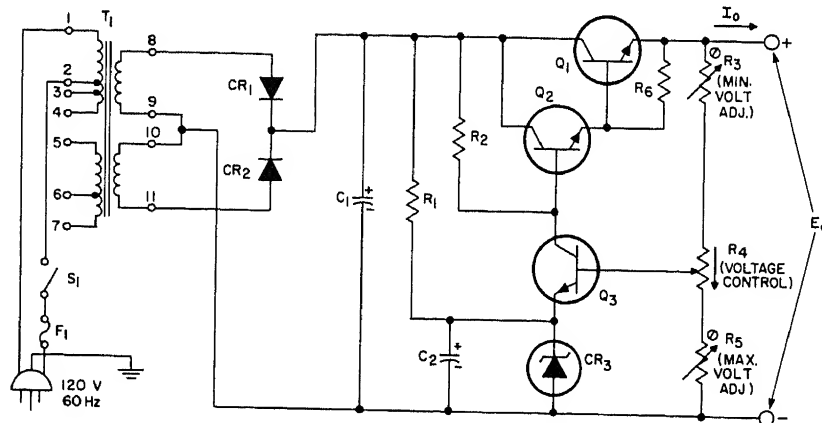 T1
1
2
3
4
5
6
7
8
9
10
11
CR1
CR2
S1
F1
120 V
60 Hz
C1
+
-
R1
R2
C2
+
-
Q1
Q2
Q3
CR3
R6
Io
+
R3
(MIN.
VOLT
ADJ.)
R4
(VOLTAGE
CONTROL)
R5
(MAX.
VOLT
ADJ.)
-